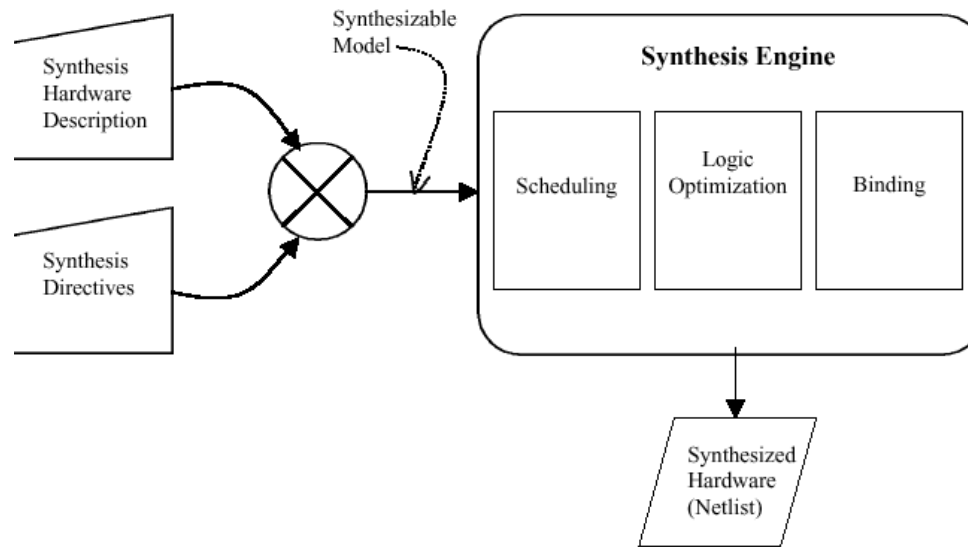 Synthesis
Hardware
Description
Synthesis
Directives
Synthesizable
Model
Synthesis Engine
Scheduling
Logic
Optimization
Binding
Synthesized
Hardware
(Netlist)